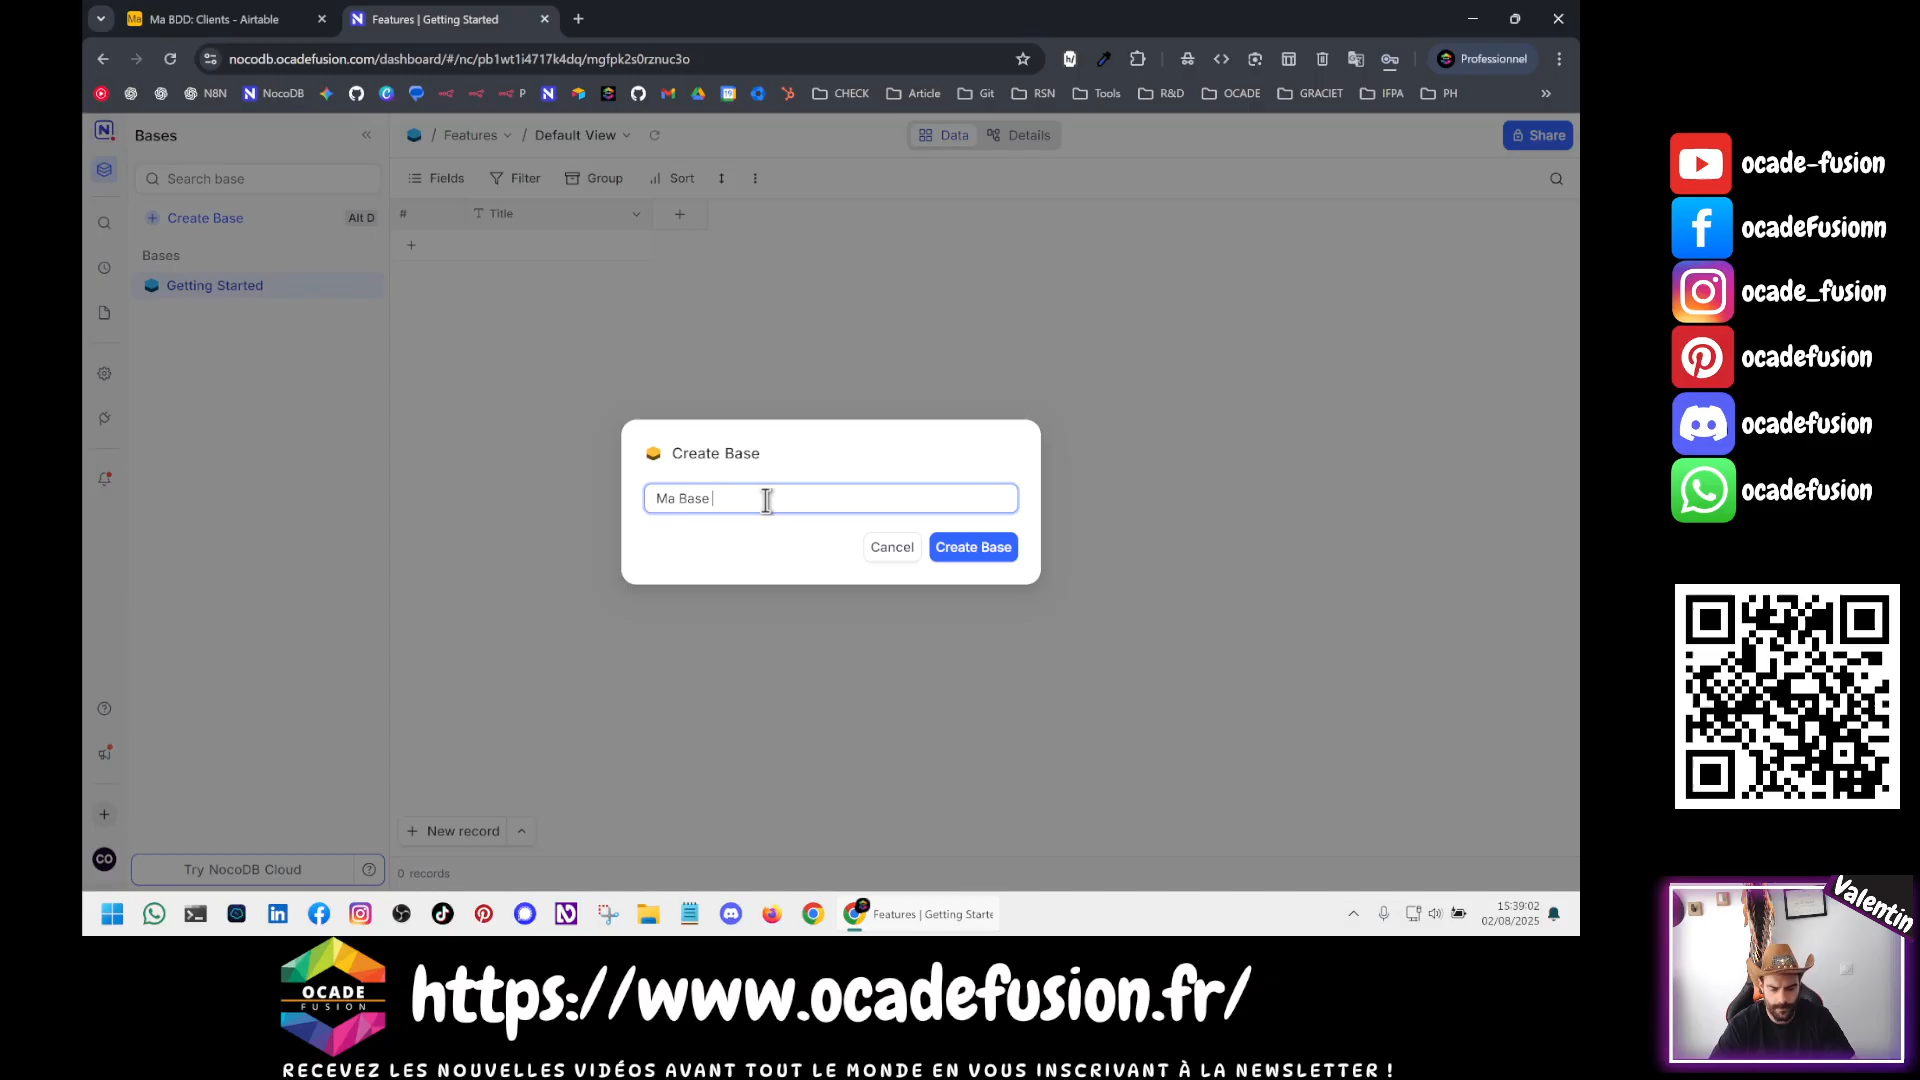 Ma BDD: Clients - Airtable
Features | Getting Started
nocodb.ocadefusion.com/dashboard/#/nc/pb1wt1i4717k4dq/mgfpk2s0rznuc3o
Professionnel
N8N
NocoDB
P
CHECK
Article
Git
RSN
Tools
R&D
OCADE
GRACIET
IFPA
PH
Bases
/ Features / Default View
Data
Details
Share
Search base
Fields
Filter
Group
Sort
Create Base
Alt D
#
Title
Bases
Getting Started
Create Base
Ma Base
Cancel
Create Base
New record
CO
Try NocoDB Cloud
0 records
Features | Getting Starte
15:39:02
02/08/2025
ocade-fusion
ocadeFusionn
ocade_fusion
ocadefusion
ocadefusion
ocadefusion
Valentin
OCADE
FUSION
https://www.ocadefusion.fr/
RECEVEZ LES NOUVELLES VIDÉOS AVANT TOUT LE MONDE EN VOUS INSCRIVANT À LA NEWSLETTER !